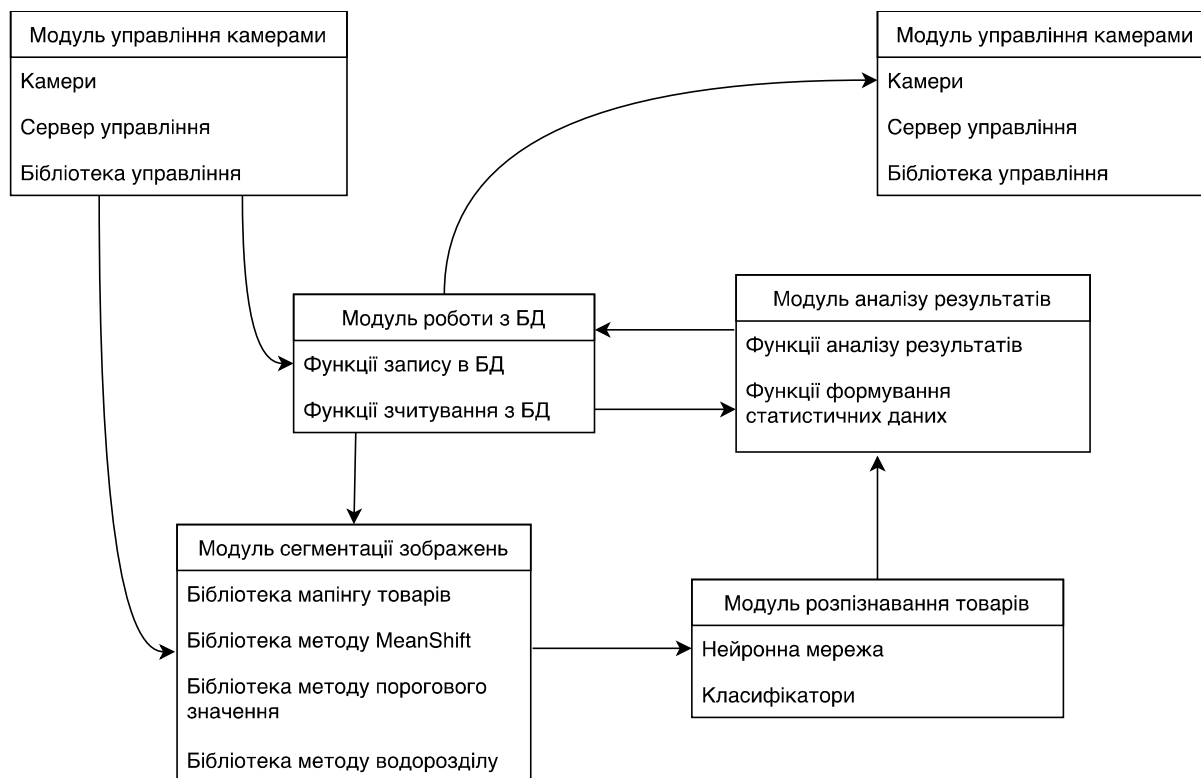 Модуль управління камерами
Камери
Сервер управління
Бібліотека управління
Модуль управління камерами
Камери
Сервер управління
Бібліотека управління
Модуль роботи з БД
Функції запису в БД
Функції зчитування з БД
Модуль аналізу результатів
Функції аналізу результатів
Функції формування
статистичних даних
Модуль сегментації зображень
Бібліотека мапінгу товарів
Бібліотека методу MeanShift
Бібліотека методу порогового
значення
Бібліотека методу водорозділу
Модуль розпізнавання товарів
Нейронна мережа
Класифікатори